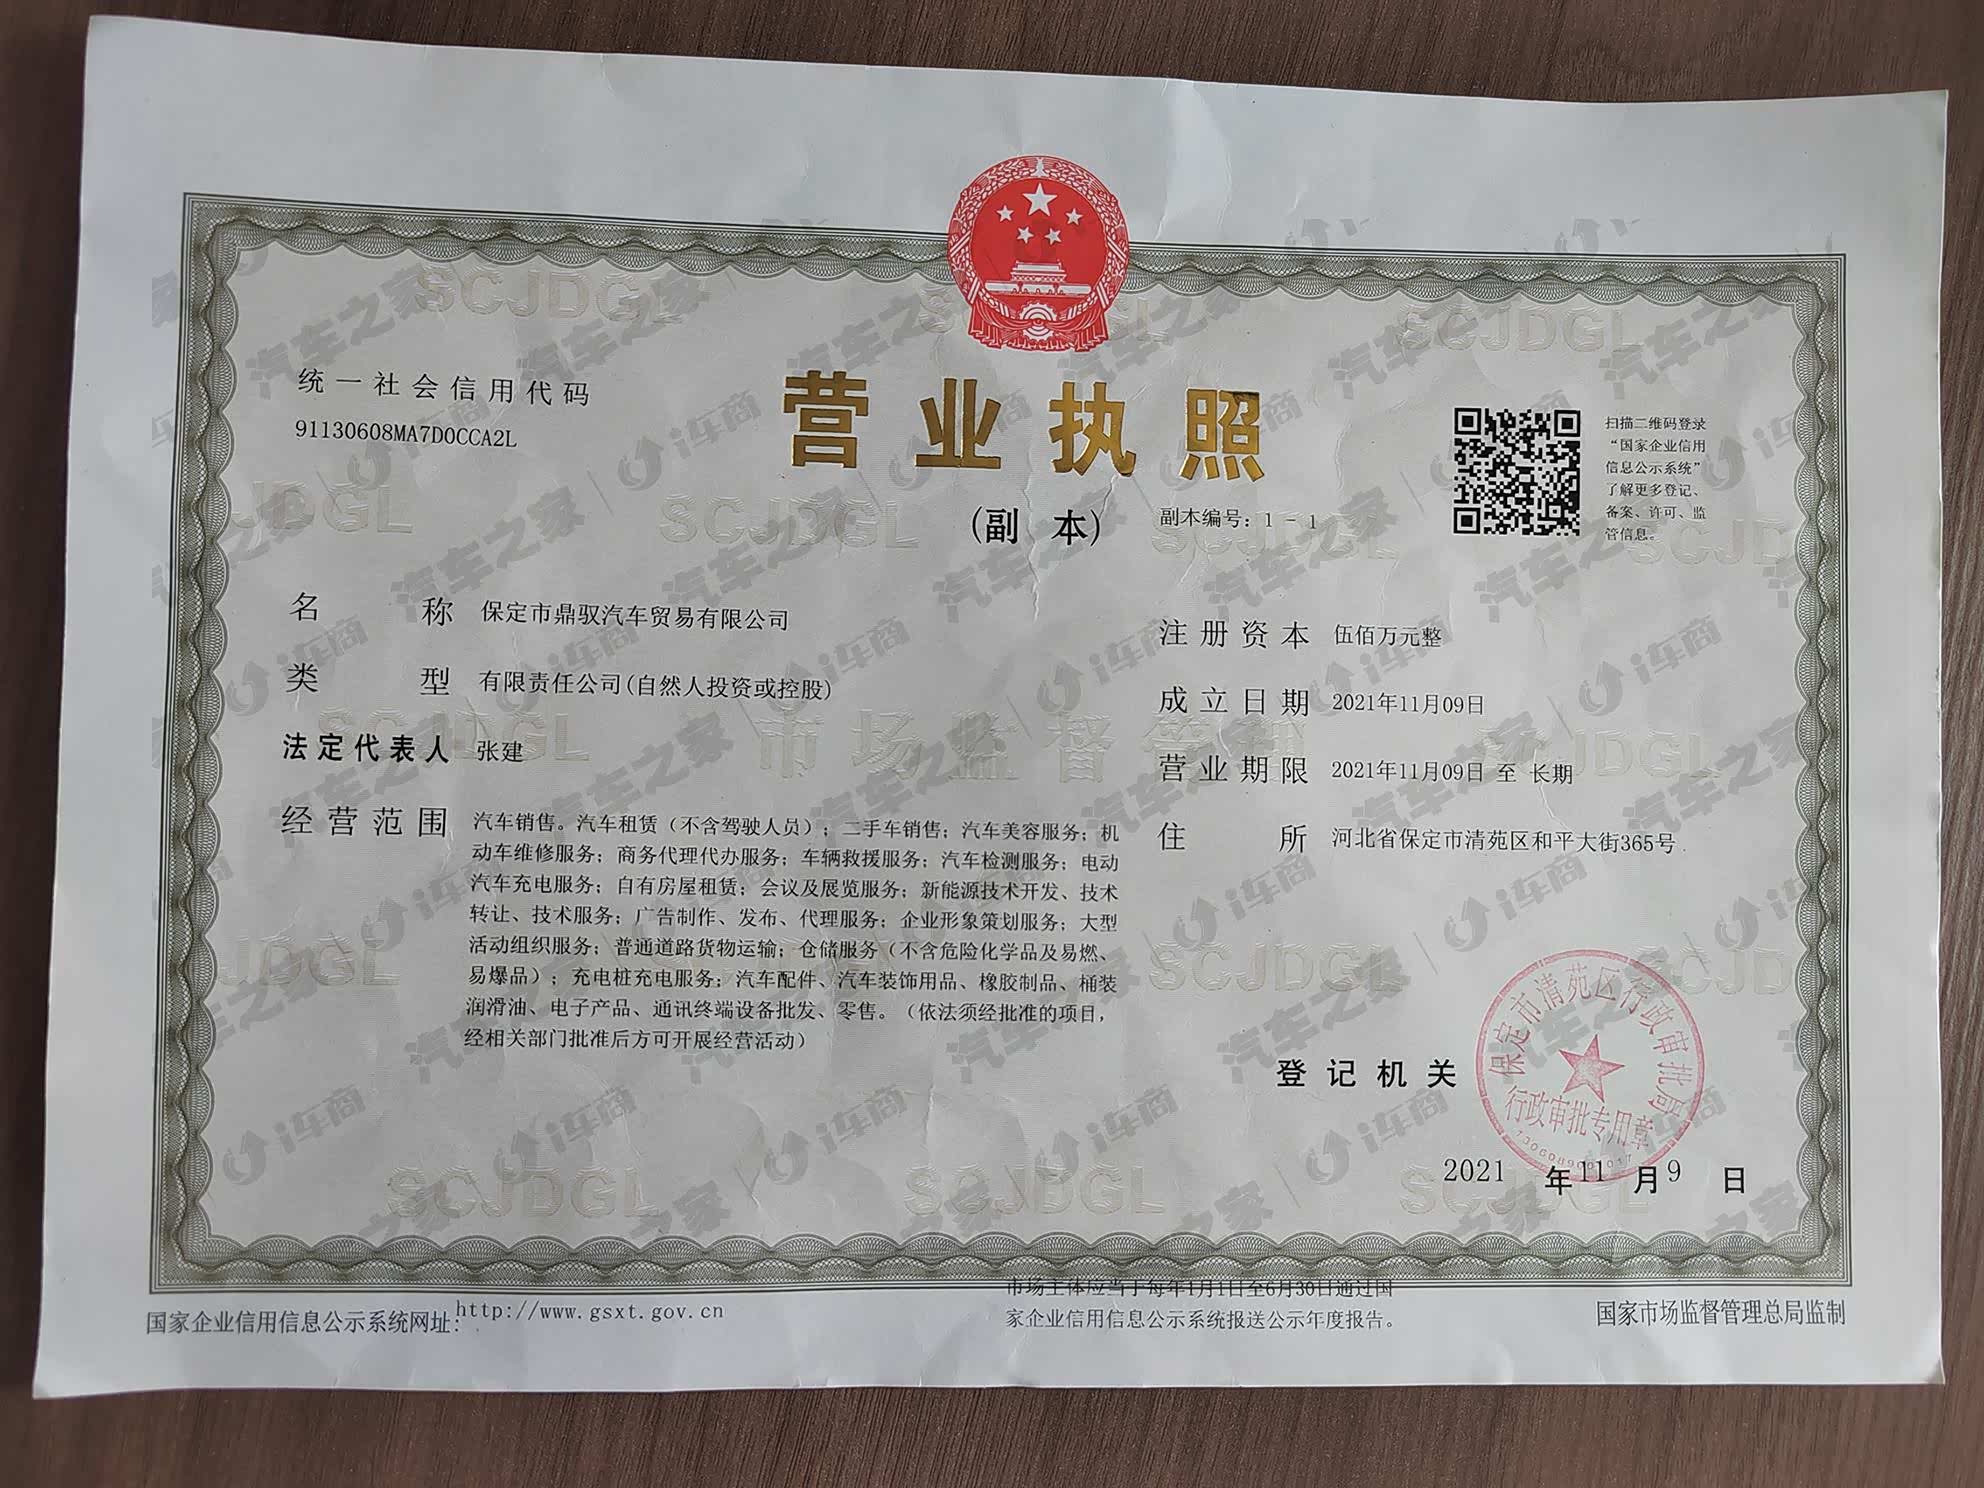 统一社会信用代码
91130608MA7D0CCA2L
营业执照
(副 本)
副本编号：1 - 1
扫描二维码登录
“国家企业信用
信息公示系统”
了解更多登记、
备案、许可、监
管信息。
名 称 保定市鼎驭汽车贸易有限公司
类 型 有限责任公司(自然人投资或控股)
法定代表人 张建
经营范围 汽车销售。汽车租赁（不含驾驶人员）；二手车销售；汽车美容服务；机
动车维修服务；商务代理代办服务；车辆救援服务；汽车检测服务；电动
汽车充电服务；自有房屋租赁；会议及展览服务；新能源技术开发、技术
转让、技术服务；广告制作、发布、代理服务；企业形象策划服务；大型
活动组织服务；普通道路货物运输；仓储服务（不含危险化学品及易燃、
易爆品）；充电桩充电服务；汽车配件、汽车装饰用品、橡胶制品、桶装
润滑油、电子产品、通讯终端设备批发、零售。（依法须经批准的项目，
经相关部门批准后方可开展经营活动）
注册资本 伍佰万元整
成立日期 2021年11月09日
营业期限 2021年11月09日 至 长期
住 所 河北省保定市清苑区和平大街365号
登记机关
保定市清苑区行政审批局
行政审批专用章
2021 年 11 月 9 日
国家企业信用信息公示系统网址：http://www.gsxt.gov.cn
市场主体应当于每年1月1日至6月30日通过国
家企业信用信息公示系统报送公示年度报告。
国家市场监督管理总局监制
SCJDGL
市场监督管理
汽车之家 | i车商